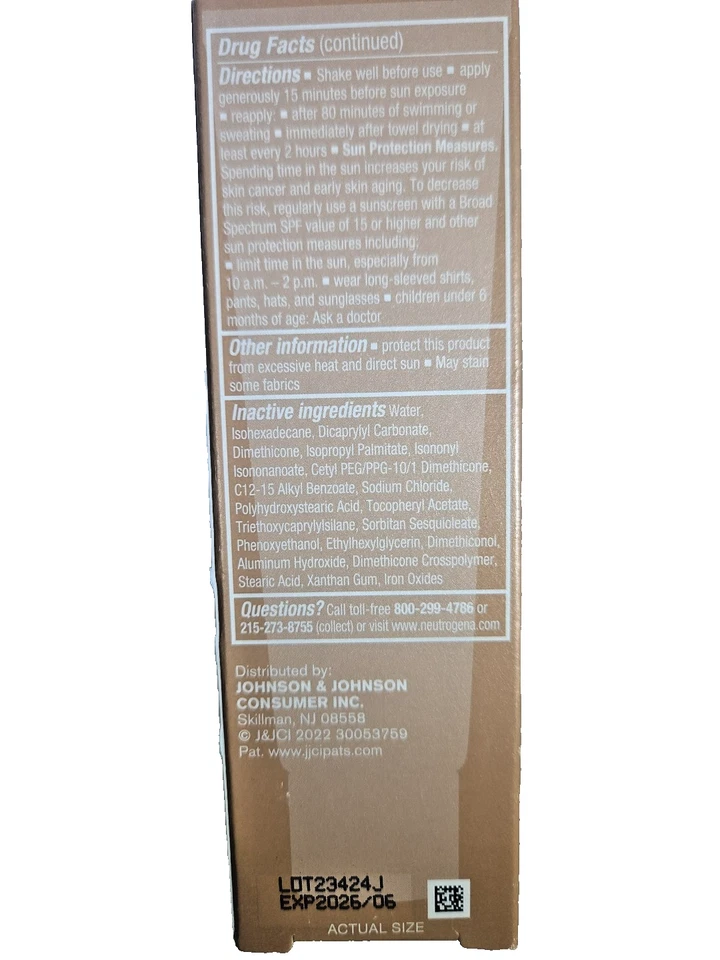 Drug Facts (continued)
Directions ■ Shake well before use ■ apply
generously 15 minutes before sun exposure
■ reapply: ■ after 80 minutes of swimming or
sweating ■ immediately after towel drying ■ at
least every 2 hours ■ Sun Protection Measures.
Spending time in the sun increases your risk of
skin cancer and early skin aging. To decrease
this risk, regularly use a sunscreen with a Broad
Spectrum SPF value of 15 or higher and other
sun protection measures including:
■ limit time in the sun, especially from
10 a.m. – 2 p.m. ■ wear long-sleeved shirts,
pants, hats, and sunglasses ■ children under 6
months of age: Ask a doctor
Other information ■ protect this product
from excessive heat and direct sun ■ May stain
some fabrics
Inactive ingredients Water,
Isohexadecane, Dicaprylyl Carbonate,
Dimethicone, Isopropyl Palmitate, Isononyl
Isononanoate, Cetyl PEG/PPG-10/1 Dimethicone,
C12-15 Alkyl Benzoate, Sodium Chloride,
Polyhydroxystearic Acid, Tocopheryl Acetate,
Triethoxycaprylylsilane, Sorbitan Sesquioleate,
Phenoxyethanol, Ethylhexylglycerin, Dimethiconol,
Aluminum Hydroxide, Dimethicone Crosspolymer,
Stearic Acid, Xanthan Gum, Iron Oxides
Questions? Call toll-free 800-299-4786 or
215-273-8755 (collect) or visit www.neutrogena.com
Distributed by:
JOHNSON & JOHNSON
CONSUMER INC.
Skillman, NJ 08558
© J&JCI 2022 30053759
Pat. www.jjcipats.com
LOT23424J
EXP2026/06
ACTUAL SIZE